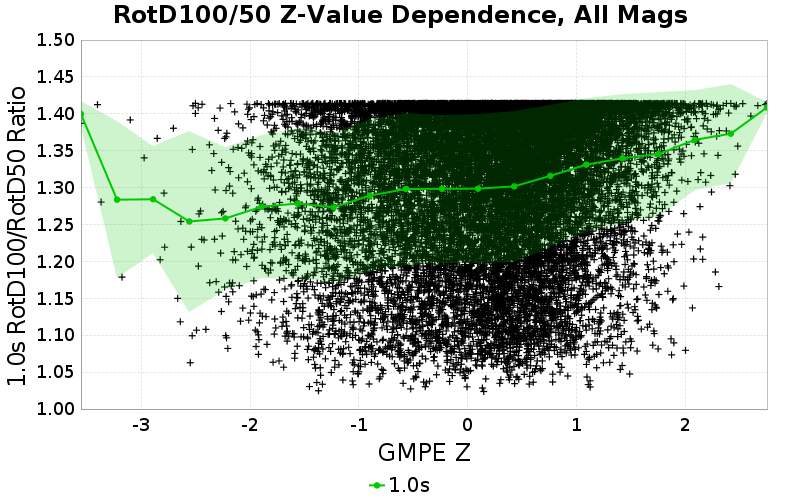 RotD100/50 Z-Value Dependence, All Mags
1.50
1.45
1.40
1.35
1.30
1.25
1.20
1.15
1.10
1.05
1.00
1.0s RotD100/RotD50 Ratio
-3 -2 -1 0 1 2
GMPE Z
1.0s